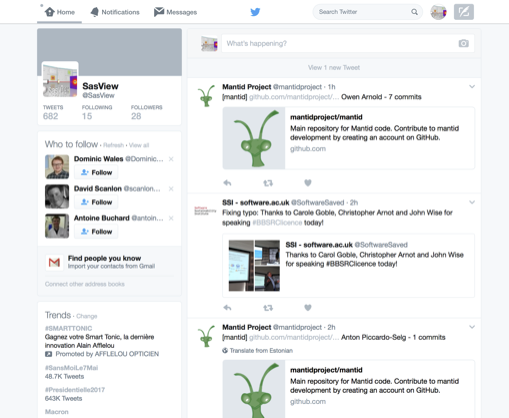 Home
Notifications
Messages
Search Twitter
SasView
@SasView
TWEETS
FOLLOWING
FOLLOWERS
682
15
28
Who to follow · Refresh · View all
Dominic Wales @Dominic...
Follow
David Scanlon @scanlon...
Follow
Antoine Buchard @antoin...
Follow
Find people you know
Import your contacts from Gmail
Connect other address books
Trends · Change
#SMARTTONIC
Gagnez votre Smart Tonic, la dernière
innovation Alain Afflelou
Promoted by AFFLELOU OPTICIEN
#SansMoiLe7Mai
48.7K Tweets
#Presidentielle2017
643K Tweets
Macron
What's happening?
View 1 new Tweet
Mantid Project @mantidproject · 1h
[mantid] github.com/mantidproject/... Owen Arnold - 7 commits
mantidproject/mantid
Main repository for Mantid code. Contribute to mantid
development by creating an account on GitHub.
github.com
SSI - software.ac.uk @SoftwareSaved · 2h
Fixing typo: Thanks to Carole Goble, Christopher Arnot and John Wise for
speaking #BBSRClicence today!
SSI - software.ac.uk @SoftwareSaved
Thanks to Carol Goble, Christopher Arnot and John Wise
for speaking #BBSRClicence today!
Mantid Project @mantidproject · 2h
[mantid] github.com/mantidproject/... Anton Piccardo-Selg - 1 commits
Translate from Estonian
mantidproject/mantid
Main repository for Mantid code. Contribute to mantid
development by creating an account on GitHub.
github.com